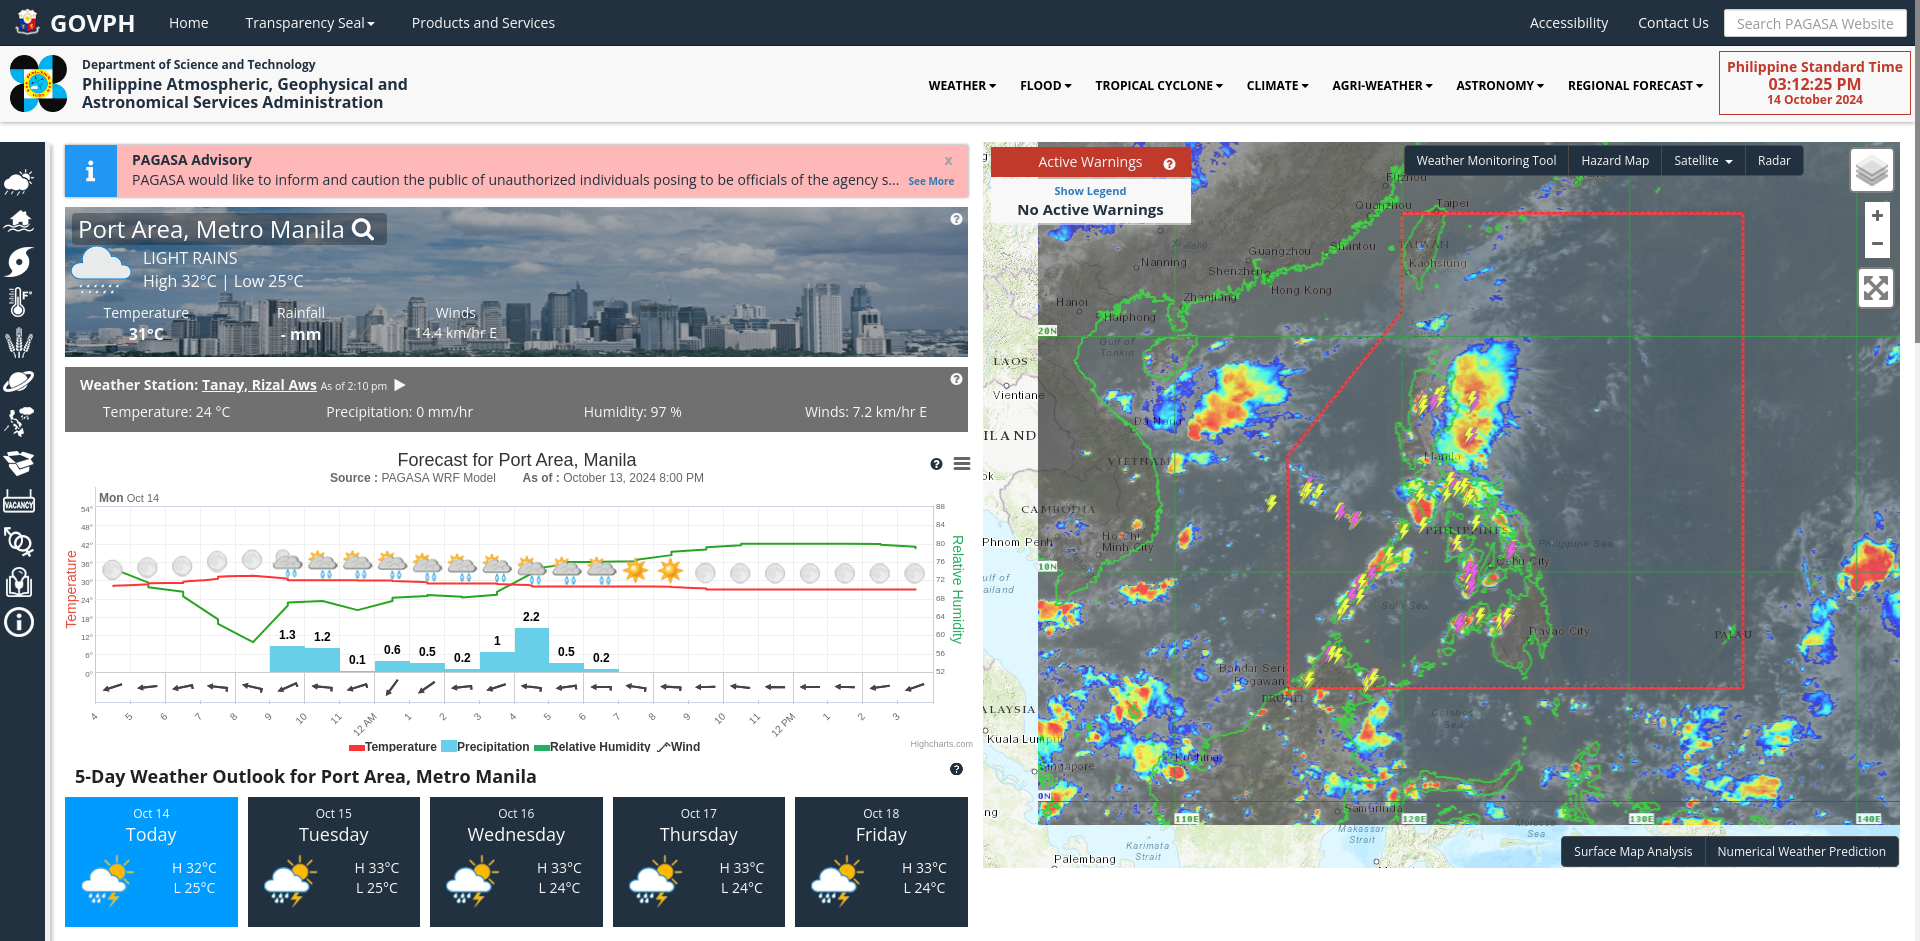 GOVPH Home Transparency Seal Products and Services Accessibility Contact Us Search PAGASA Website
Department of Science and Technology
Philippine Atmospheric, Geophysical and
Astronomical Services Administration
WEATHER FLOOD TROPICAL CYCLONE CLIMATE AGRI-WEATHER ASTRONOMY REGIONAL FORECAST
Philippine Standard Time
03:12:25 PM
14 October 2024
PAGASA Advisory x
PAGASA would like to inform and caution the public of unauthorized individuals posing to be officials of the agency s... See More
Port Area, Metro Manila
LIGHT RAINS
High 32°C | Low 25°C
Temperature Rainfall Winds
31°C - mm 14.4 km/hr E
Weather Station: Tanay, Rizal Aws As of 2:10 pm
Temperature: 24 °C Precipitation: 0 mm/hr Humidity: 97 % Winds: 7.2 km/hr E
Forecast for Port Area, Manila
Source : PAGASA WRF Model As of : October 13, 2024 8:00 PM
Mon Oct 14
Temperature
54°
48°
42°
36°
30°
24°
18°
12°
6°
0°
1.3 1.2 0.1 0.6 0.5 0.2 1 2.2 0.5 0.2
88
84
80
76
72
68
64
60
56
52
Relative Humidity
4 5 6 7 8 9 10 11 12 AM 1 2 3 4 5 6 7 8 9 10 11 12 PM 1 2 3
Temperature Precipitation Relative Humidity Wind
Highcharts.com
5-Day Weather Outlook for Port Area, Metro Manila
Oct 14
Today
H 32°C
L 25°C
Oct 15
Tuesday
H 33°C
L 25°C
Oct 16
Wednesday
H 33°C
L 24°C
Oct 17
Thursday
H 33°C
L 24°C
Oct 18
Friday
H 33°C
L 24°C
VACANCY
Active Warnings
Show Legend
No Active Warnings
Weather Monitoring Tool Hazard Map Satellite Radar
+
−
Fuzhou
Quanzhou
Taipei
Guangzhou
Shantou
TAIWAN
Nanning
Shenzhen
Kaohsiung
Hong Kong
Hanoi
Zhanjiang
Haiphong
20N
Gulf of
Tonkin
LAOS
Vientiane
Da Nang
ILAND
VIETNAM
Manila
ok
CAMBODIA
PHILIPPINES
Phnom Penh
Ho Chi
Minh City
Philippine Sea
Cebu City
10N
ulf of
ailand
Sulu Sea
Davao City
PALAU
Bandar Seri
Begawan
BRUNEI
ALAYSIA
Celebes
Sea
Kuala Lumpur
Kuching
Singapore
0N
ng
Samarinda
110E
120E
130E
140E
Makassar
Strait
Molucca
Sea
Karimata
Strait
Palembang
Surface Map Analysis Numerical Weather Prediction